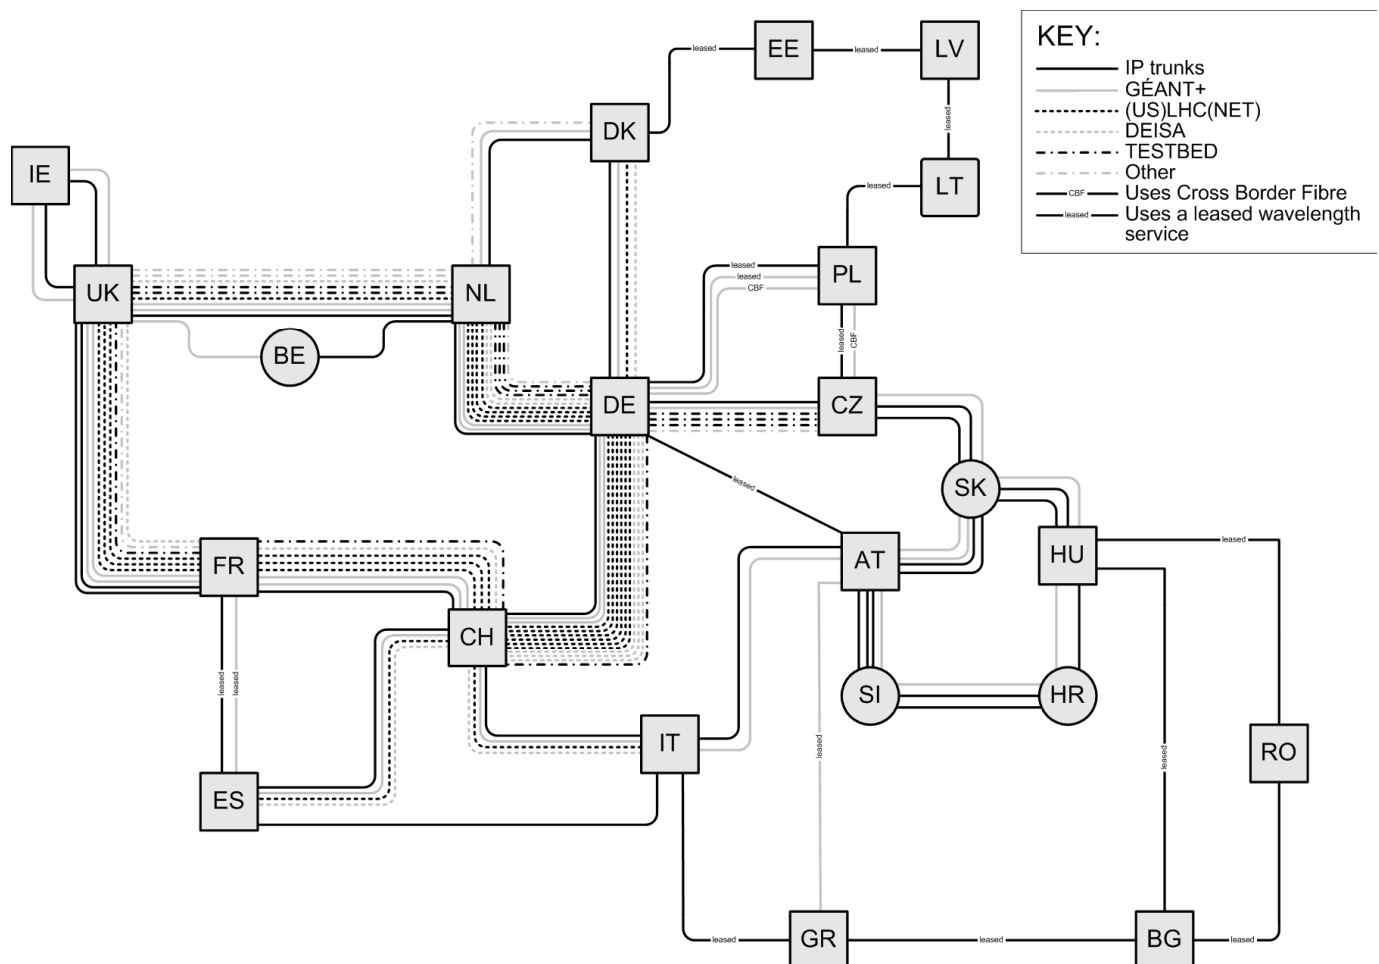 EE
leased
leased
LV
KEY:
IP trunks
GÉANT+
(US)LHC(NET)
DEISA
TESTBED
Other
CBF
Uses Cross Border Fibre
leased
Uses a leased wavelength
service
DK
leased
IE
LT
leased
UK
NL
PL
leased
leased
CBF
BE
leased
CBF
DE
CZ
leased
SK
FR
AT
HU
leased
CH
leased
leased
SI
HR
IT
leased
leased
RO
ES
GR
BG
leased
leased
leased